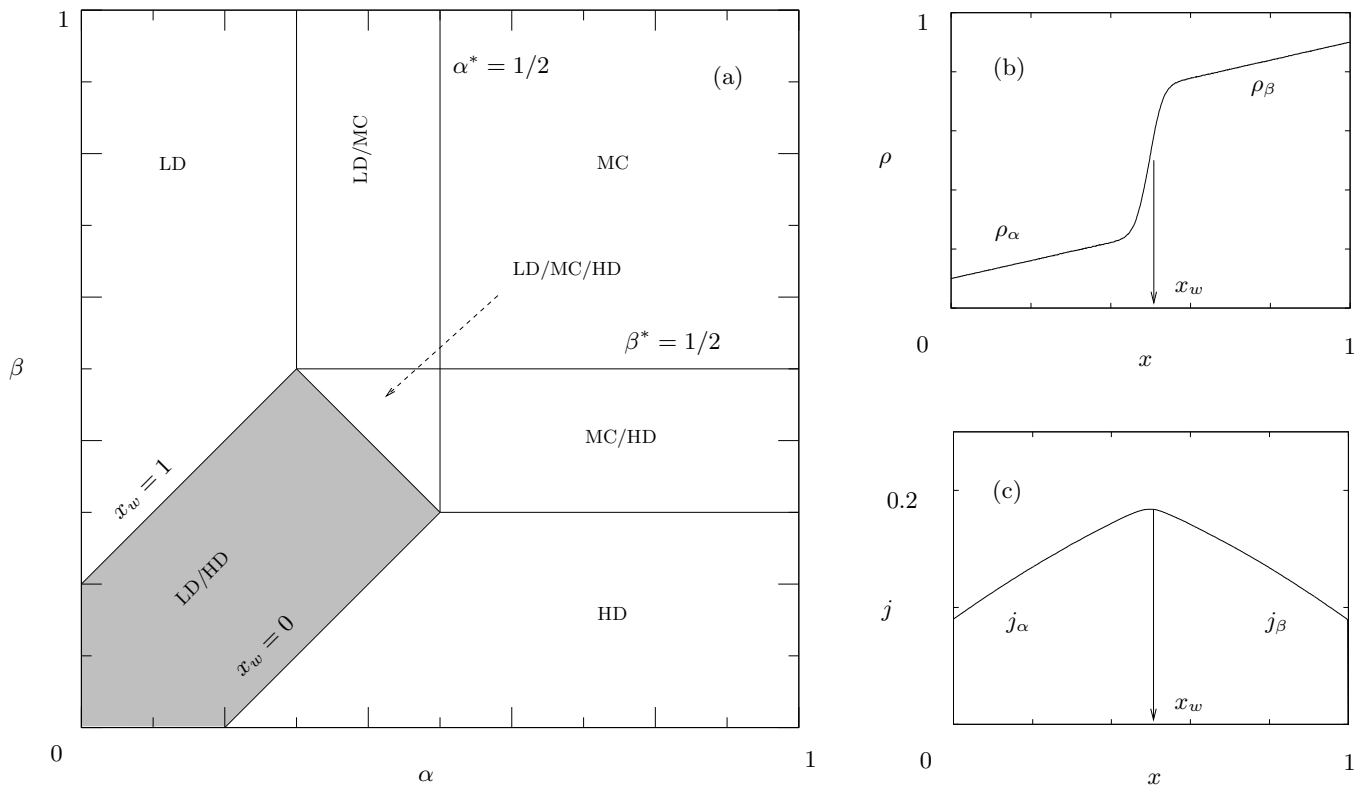 1
α* = 1/2
(a)
LD
LD/MC
MC
LD/MC/HD
β* = 1/2
β
MC/HD
x_w = 1
LD/HD
x_w = 0
HD
0
α
1
1
(b)
ρ_β
ρ
ρ_α
x_w
0
x
1
0.2
(c)
j
j_α
j_β
x_w
0
x
1